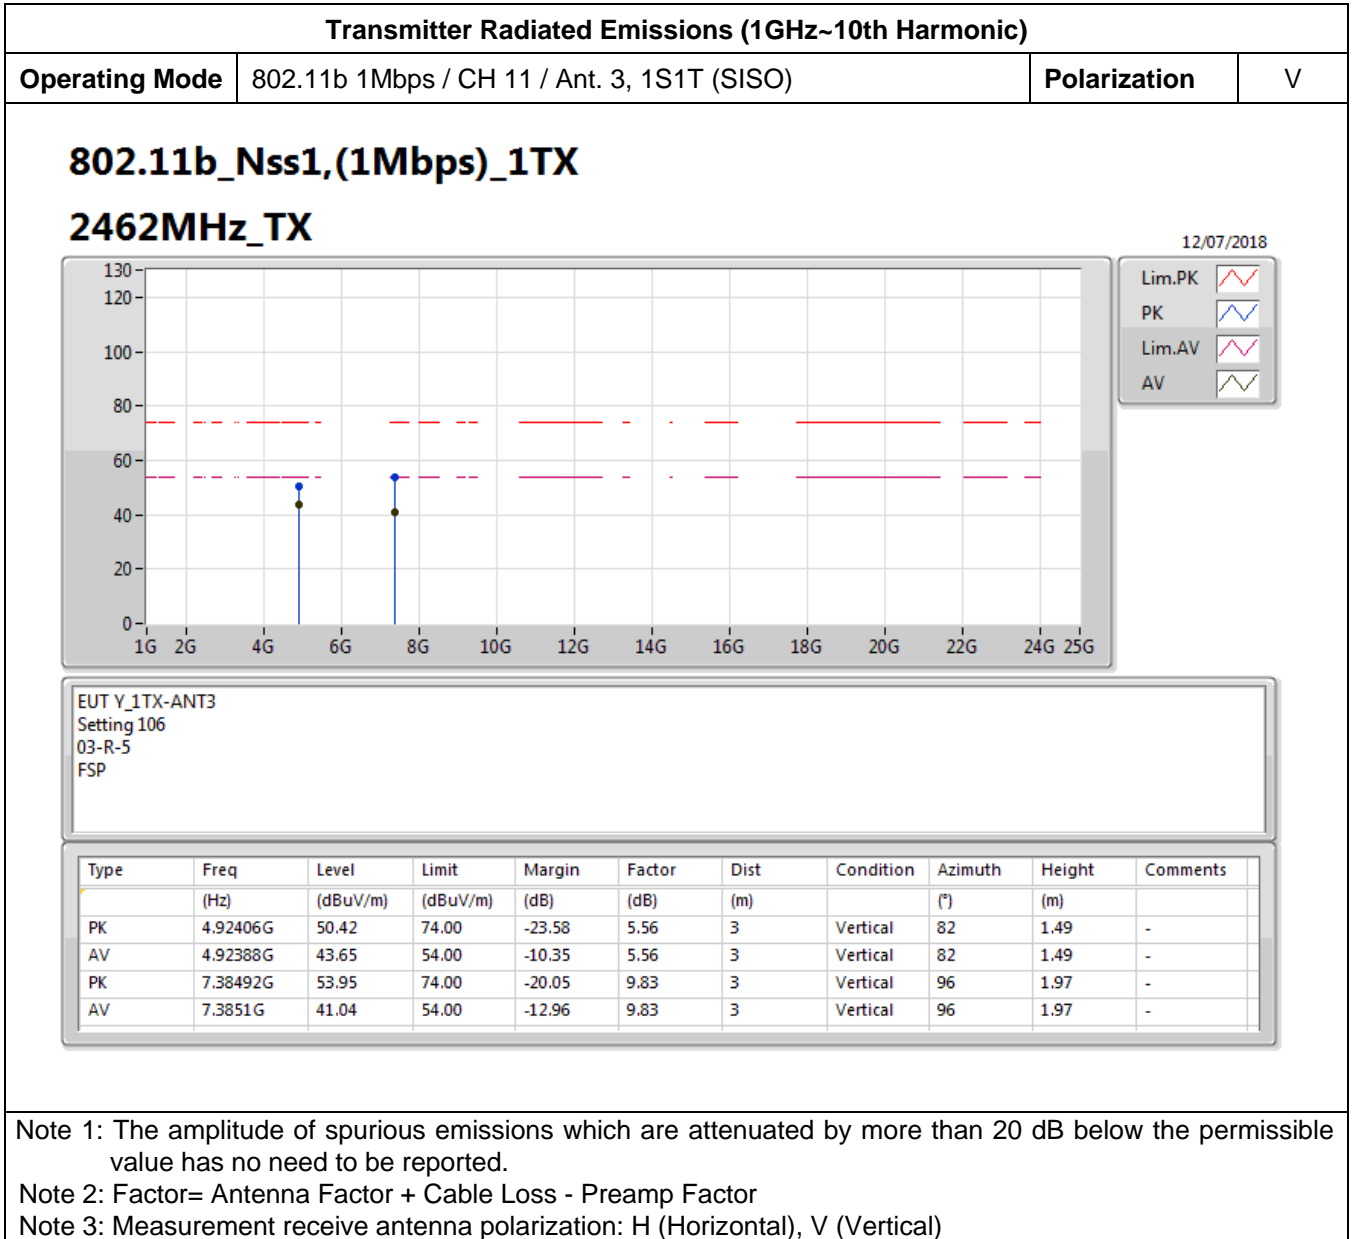 Transmitter Radiated Emissions (1GHz~10th Harmonic)
Operating Mode 802.11b 1Mbps / CH 11 / Ant. 3, 1S1T (SISO) Polarization V
802.11b_Nss1,(1Mbps)_1TX
2462MHz_TX
12/07/2018
130
120
100
80
60
40
20
0
1G 2G 4G 6G 8G 10G 12G 14G 16G 18G 20G 22G 24G 25G
Lim.PK
PK
Lim.AV
AV
EUT Y_1TX-ANT3
Setting 106
03-R-5
FSP
Type Freq Level Limit Margin Factor Dist Condition Azimuth Height Comments
(Hz) (dBuV/m) (dBuV/m) (dB) (dB) (m) (°) (m)
PK 4.92406G 50.42 74.00 -23.58 5.56 3 Vertical 82 1.49 -
AV 4.92388G 43.65 54.00 -10.35 5.56 3 Vertical 82 1.49 -
PK 7.38492G 53.95 74.00 -20.05 9.83 3 Vertical 96 1.97 -
AV 7.3851G 41.04 54.00 -12.96 9.83 3 Vertical 96 1.97 -
Note 1: The amplitude of spurious emissions which are attenuated by more than 20 dB below the permissible
value has no need to be reported.
Note 2: Factor= Antenna Factor + Cable Loss - Preamp Factor
Note 3: Measurement receive antenna polarization: H (Horizontal), V (Vertical)